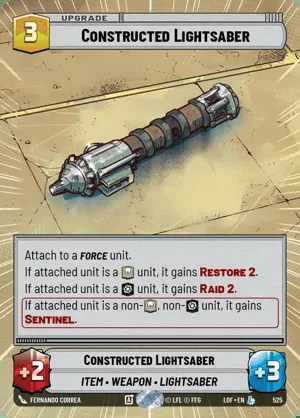 UPGRADE
3
CONSTRUCTED LIGHTSABER
Attach to a FORCE unit.
If attached unit is a unit, it gains RESTORE 2.
If attached unit is a unit, it gains RAID 2.
If attached unit is a non- , non- unit, it gains
SENTINEL.
+2
CONSTRUCTED LIGHTSABER
ITEM • WEAPON • LIGHTSABER
+3
FERNANDO CORREA
© LFL © FFG
LOF • EN
525